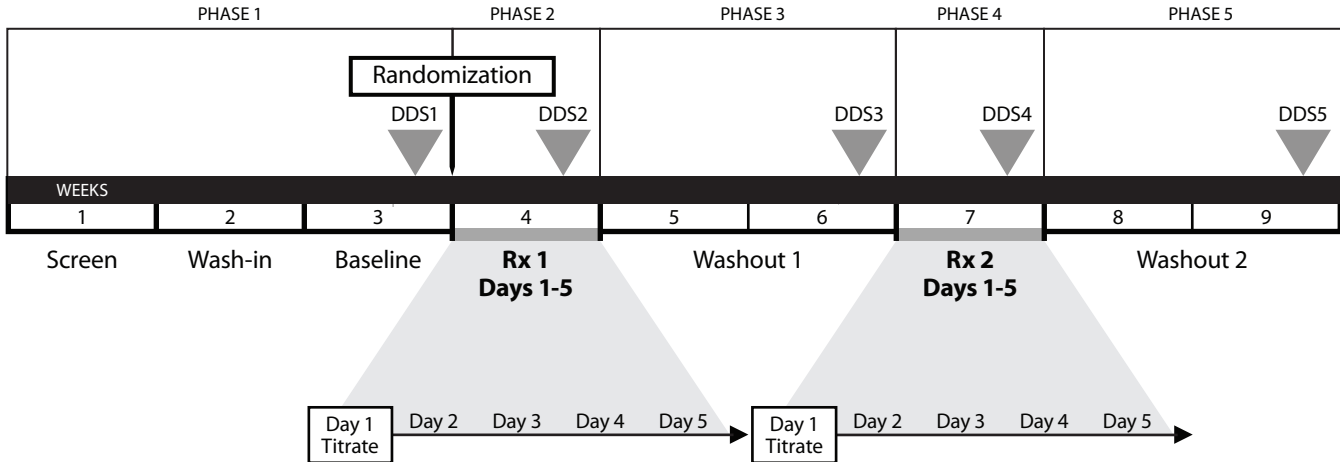 PHASE 1 PHASE 2 PHASE 3 PHASE 4 PHASE 5
Randomization
DDS1 DDS2 DDS3 DDS4 DDS5
WEEKS
1 2 3 4 5 6 7 8 9
Screen Wash-in Baseline Rx 1 Washout 1 Rx 2 Washout 2
Days 1-5 Days 1-5
Day 1 Day 2 Day 3 Day 4 Day 5 Day 1 Day 2 Day 3 Day 4 Day 5
Titrate Titrate